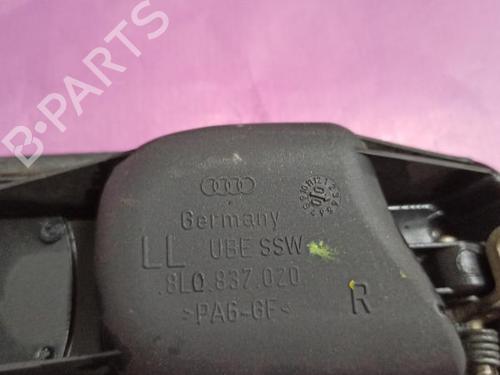 B-PARTS
Germany
LL UBE SSW
8L0.837.020
>PA6-GF< R